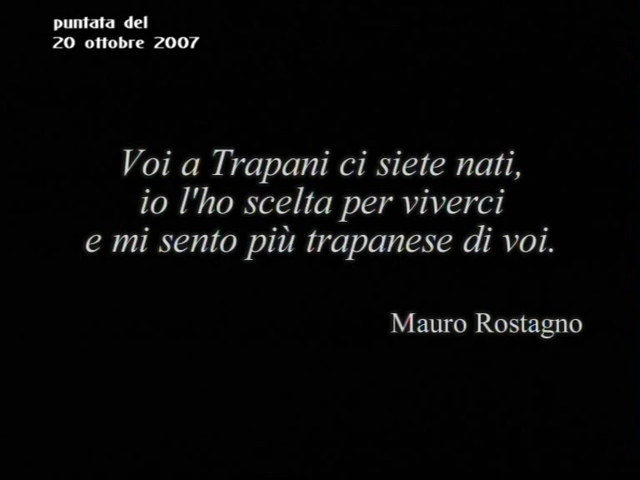 puntata del
20 ottobre 2007
Voi a Trapani ci siete nati,
io l'ho scelta per viverci
e mi sento più trapanese di voi.
Mauro Rostagno